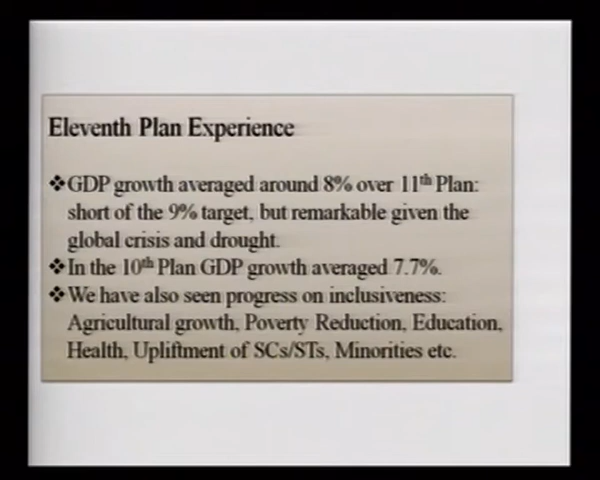 Eleventh Plan Experience
❖GDP growth averaged around 8% over 11th Plan:
short of the 9% target, but remarkable given the
global crisis and drought.
❖In the 10th Plan GDP growth averaged 7.7%.
❖We have also seen progress on inclusiveness:
Agricultural growth, Poverty Reduction, Education,
Health, Upliftment of SCs/STs, Minorities etc.